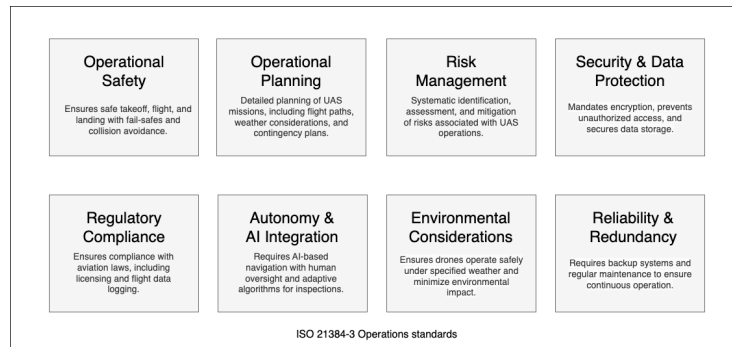 Operational
Safety
Ensures safe takeoff, flight, and
landing with fail-safes and
collision avoidance.
Operational
Planning
Detailed planning of UAS
missions, including flight paths,
weather considerations, and
contingency plans.
Risk
Management
Systematic identification,
assessment, and mitigation
of risks associated with UAS
operations.
Security & Data
Protection
Mandates encryption, prevents
unauthorized access, and
secures data storage.
Regulatory
Compliance
Ensures compliance with
aviation laws, including
licensing and flight data
logging.
Autonomy &
AI Integration
Requires AI-based
navigation with human
oversight and adaptive
algorithms for inspections.
Environmental
Considerations
Ensures drones operate safely
under specified weather and
minimize environmental
impact.
Reliability &
Redundancy
Requires backup systems and
regular maintenance to ensure
continuous operation.
ISO 21384-3 Operations standards